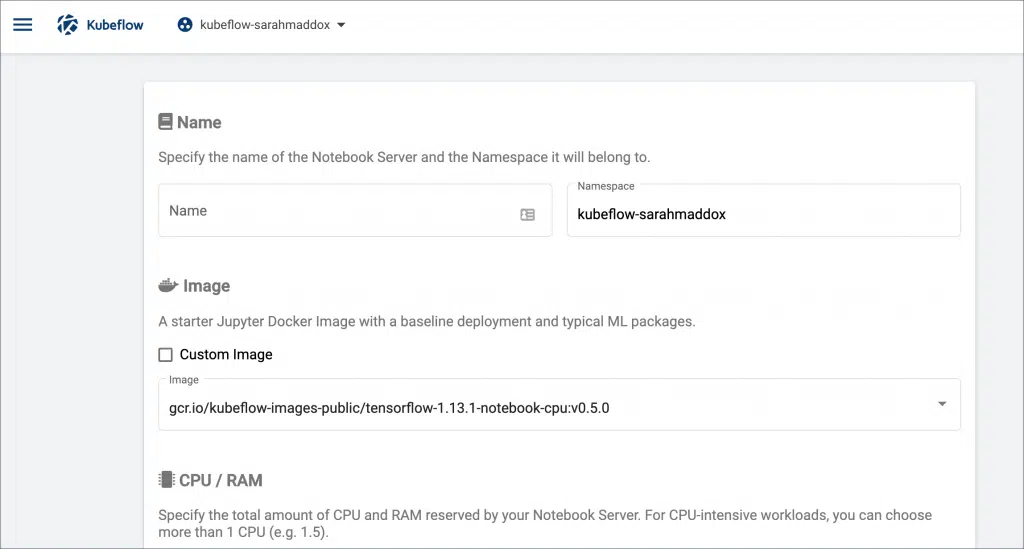 Kubeflow kubeflow-sarahmaddox
Name
Specify the name of the Notebook Server and the Namespace it will belong to.
Name
Namespace
kubeflow-sarahmaddox
Image
A starter Jupyter Docker Image with a baseline deployment and typical ML packages.
Custom Image
Image
gcr.io/kubeflow-images-public/tensorflow-1.13.1-notebook-cpu:v0.5.0
CPU / RAM
Specify the total amount of CPU and RAM reserved by your Notebook Server. For CPU-intensive workloads, you can choose
more than 1 CPU (e.g. 1.5).